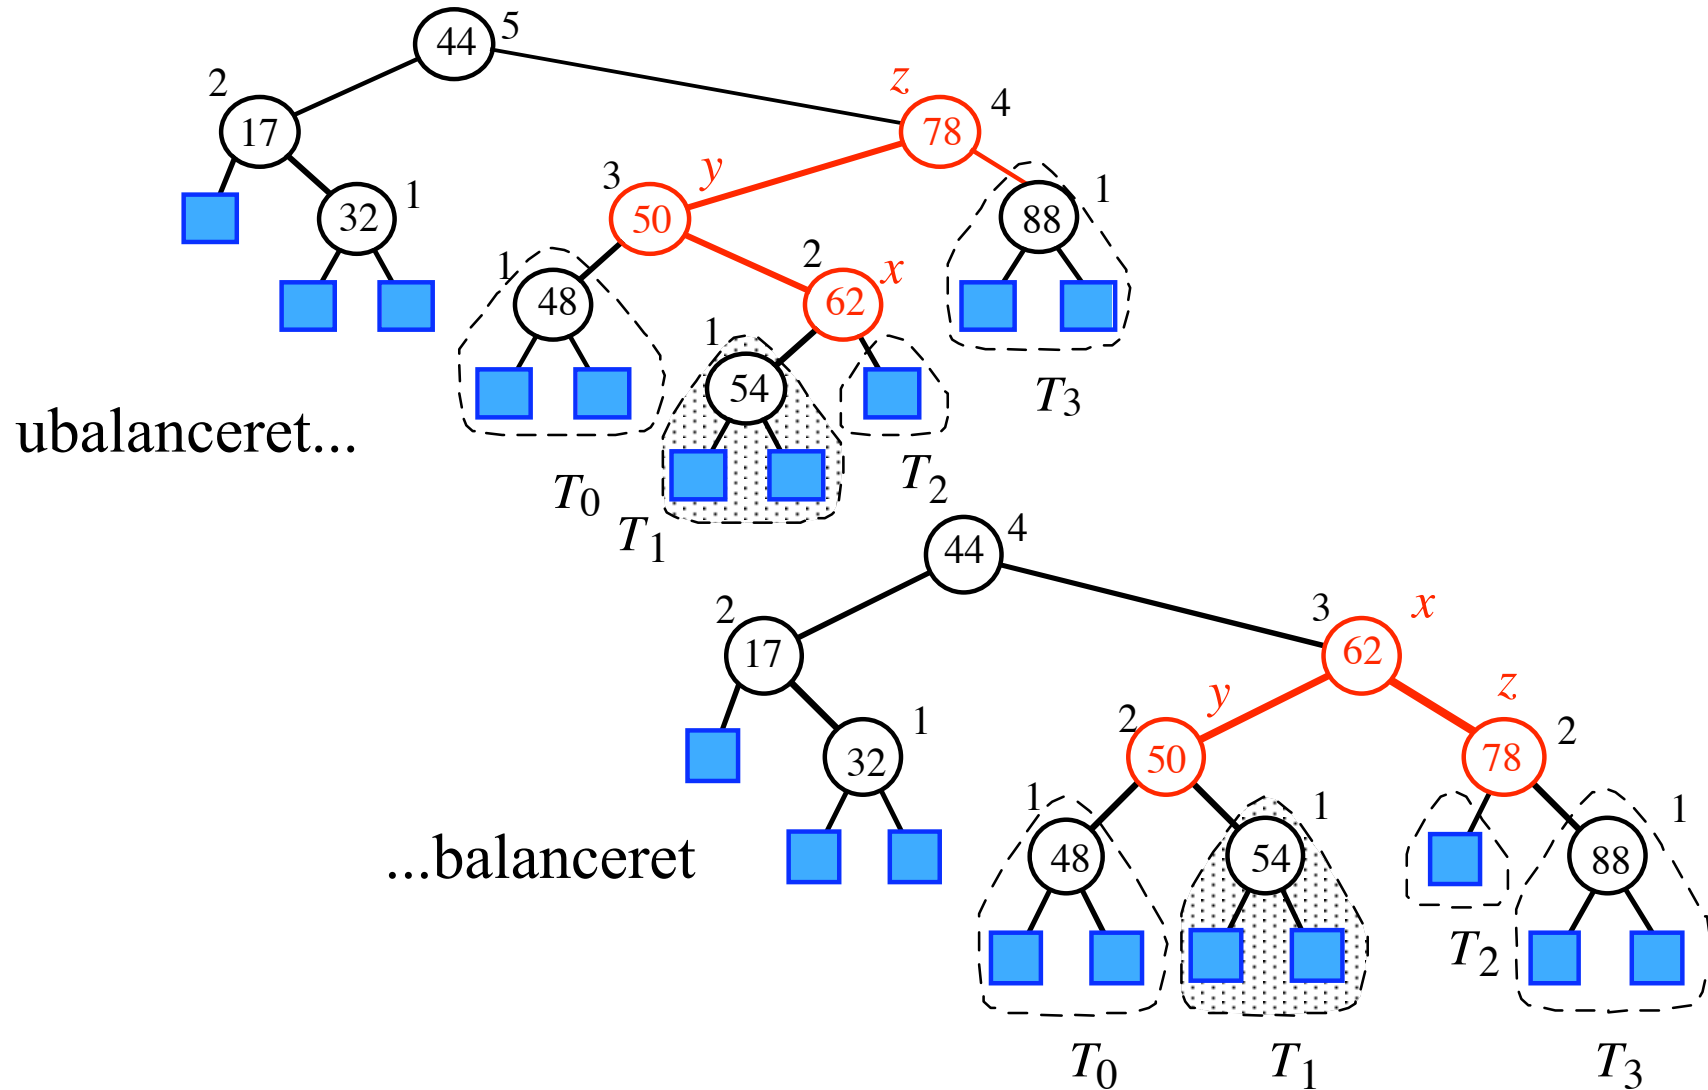 44 5
2 z 4
17 78
3 y 1
32 1 50 88
1 2 x
48 62
1
54 T3
ubalanceret...
T0 T2
T1
44 4
2 3 x
17 62
y z
2 2
1 50 78
32
1 1 1
...balanceret 48 54 88
T2
T0 T1 T3